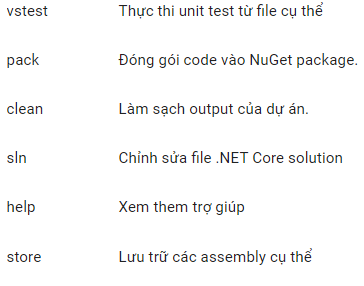 vstest Thực thi unit test từ file cụ thể
pack Đóng gói code vào NuGet package.
clean Làm sạch output của dự án.
sln Chỉnh sửa file .NET Core solution
help Xem them trợ giúp
store Lưu trữ các assembly cụ thể